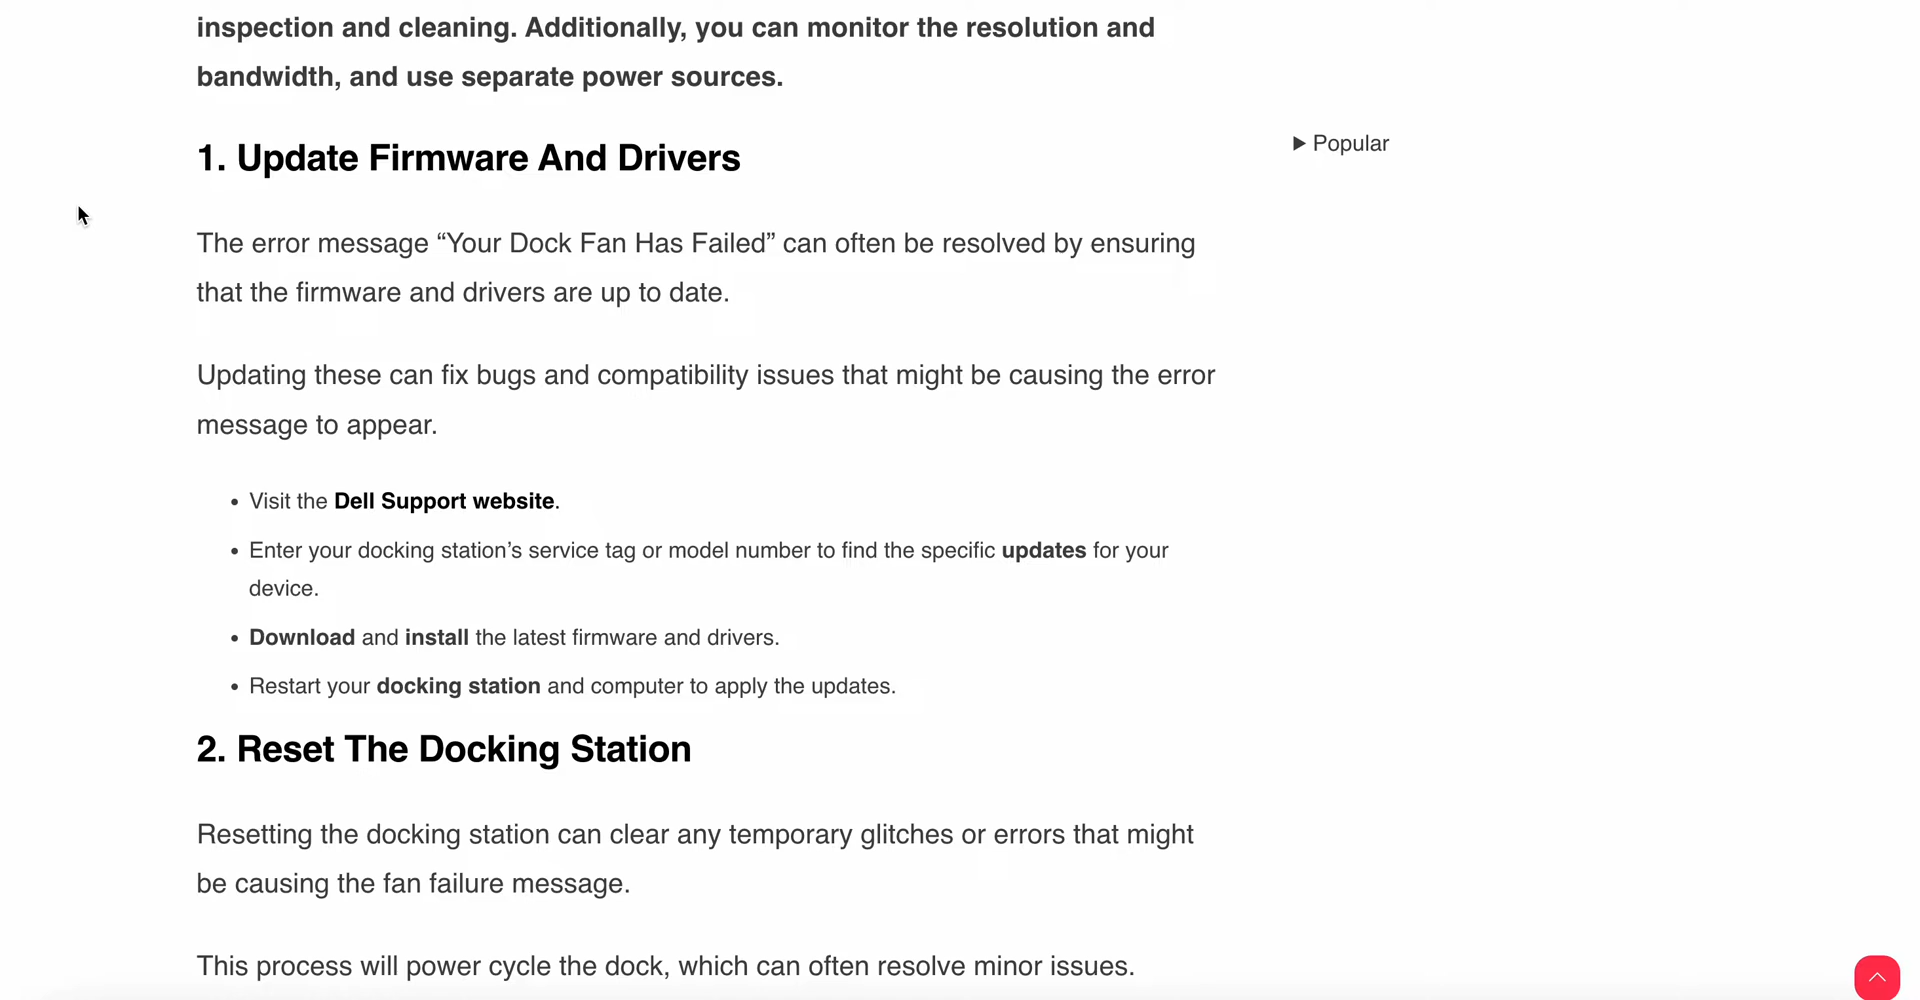 inspection and cleaning. Additionally, you can monitor the resolution and
bandwidth, and use separate power sources.
1. Update Firmware And Drivers
▶ Popular
The error message “Your Dock Fan Has Failed” can often be resolved by ensuring
that the firmware and drivers are up to date.
Updating these can fix bugs and compatibility issues that might be causing the error
message to appear.
• Visit the Dell Support website.
• Enter your docking station’s service tag or model number to find the specific updates for your
device.
• Download and install the latest firmware and drivers.
• Restart your docking station and computer to apply the updates.
2. Reset The Docking Station
Resetting the docking station can clear any temporary glitches or errors that might
be causing the fan failure message.
This process will power cycle the dock, which can often resolve minor issues.